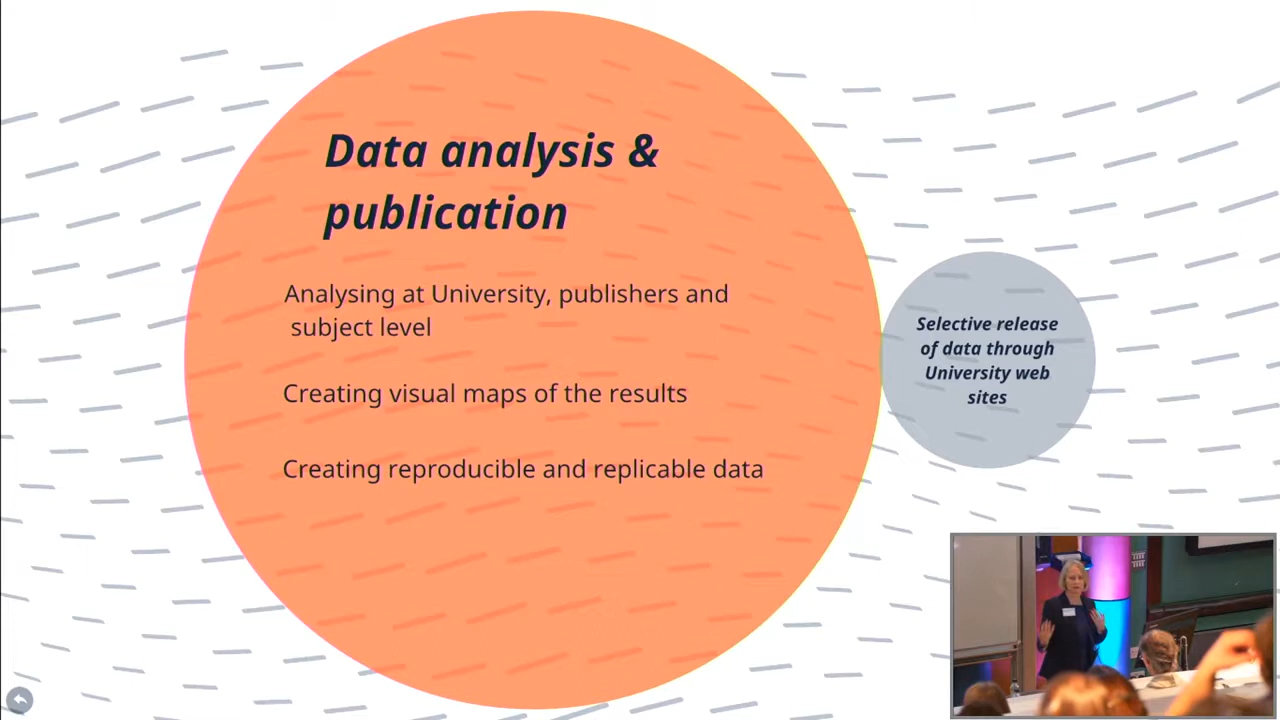 Data analysis &
publication
Analysing at University, publishers and
subject level
Creating visual maps of the results
Creating reproducible and replicable data
Selective release
of data through
University web
sites